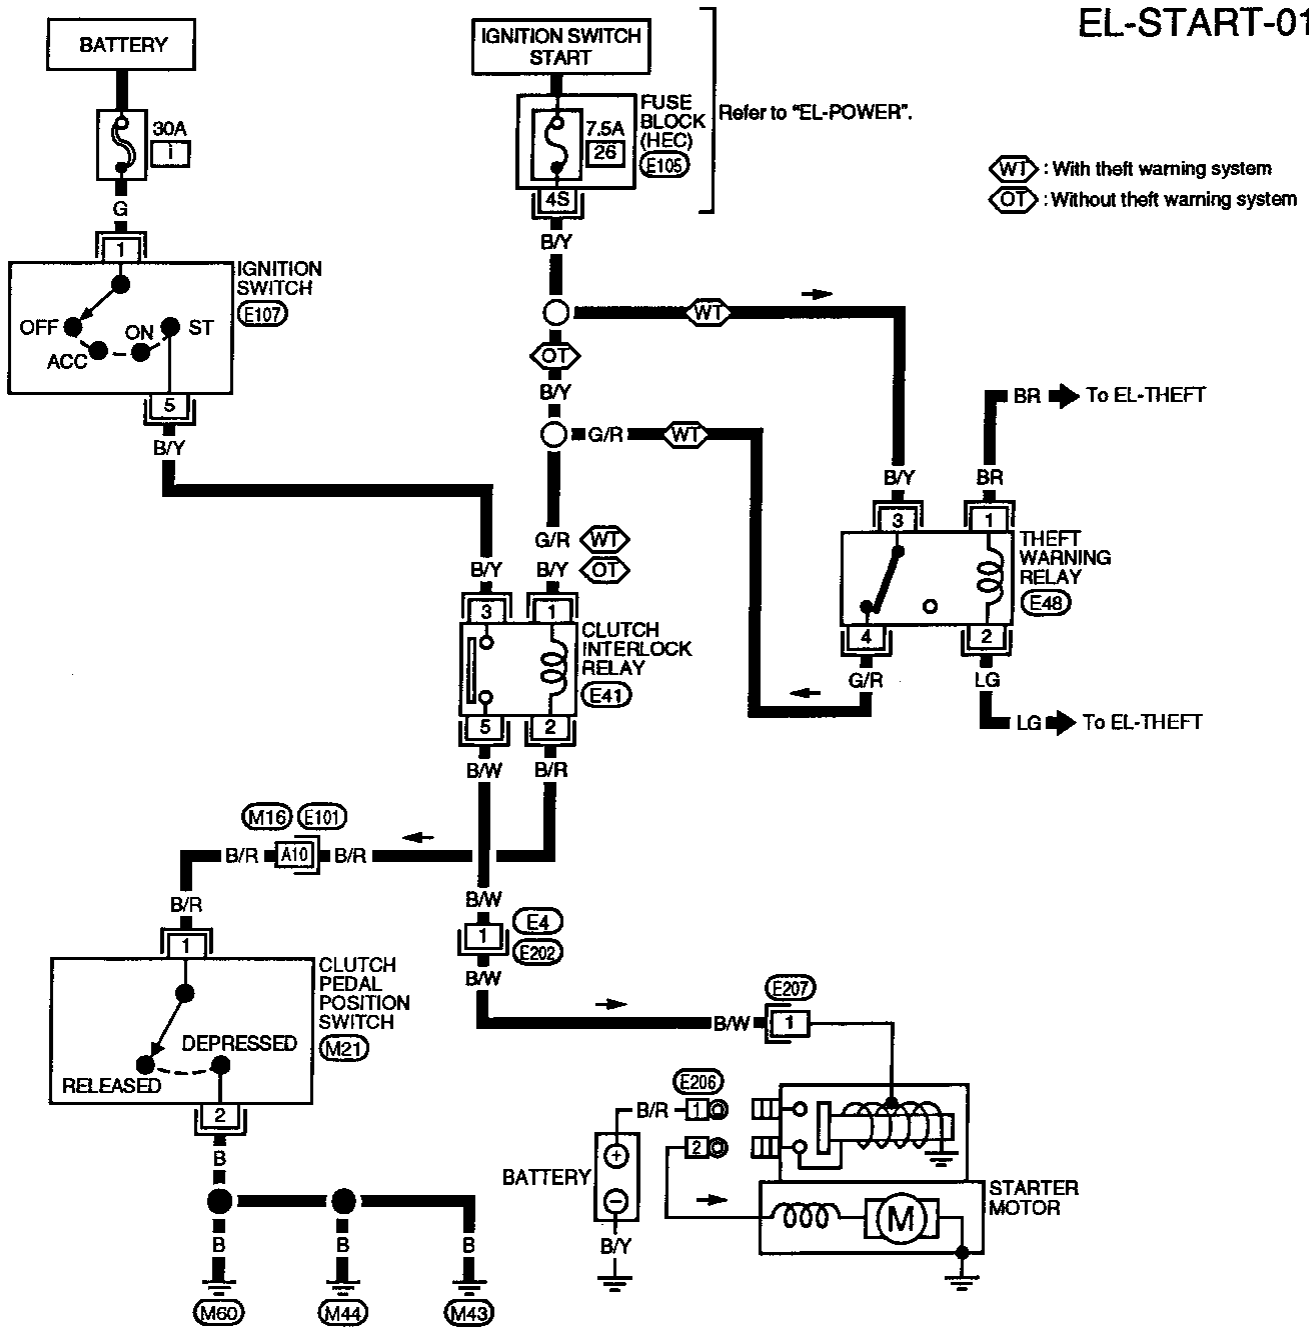 EL-START-01
BATTERY
30A
1
G
1
IGNITION
SWITCH
E107
OFF
ACC
ON
ST
5
B/Y
IGNITION SWITCH
START
FUSE
BLOCK
(HEC)
E105
7.5A
26
4S
B/Y
Refer to "EL-POWER".
WT : With theft warning system
OT : Without theft warning system
WT
OT
B/Y
G/R
WT
G/R WT
B/Y
B/Y OT
BR To EL-THEFT
B/Y
BR
3
1
THEFT
WARNING
RELAY
E48
4
2
G/R
LG
LG To EL-THEFT
3
1
CLUTCH
INTERLOCK
RELAY
E41
5
2
B/W
B/R
M16 E101
B/R A10 B/R
B/R
B/W
E4
1
E202
B/W
1
CLUTCH
PEDAL
POSITION
SWITCH
M21
DEPRESSED
RELEASED
2
B
B
B
B
M60
M44
M43
E207
B/W 1
E206
B/R 1
2
BATTERY
+
−
B/Y
M
STARTER
MOTOR